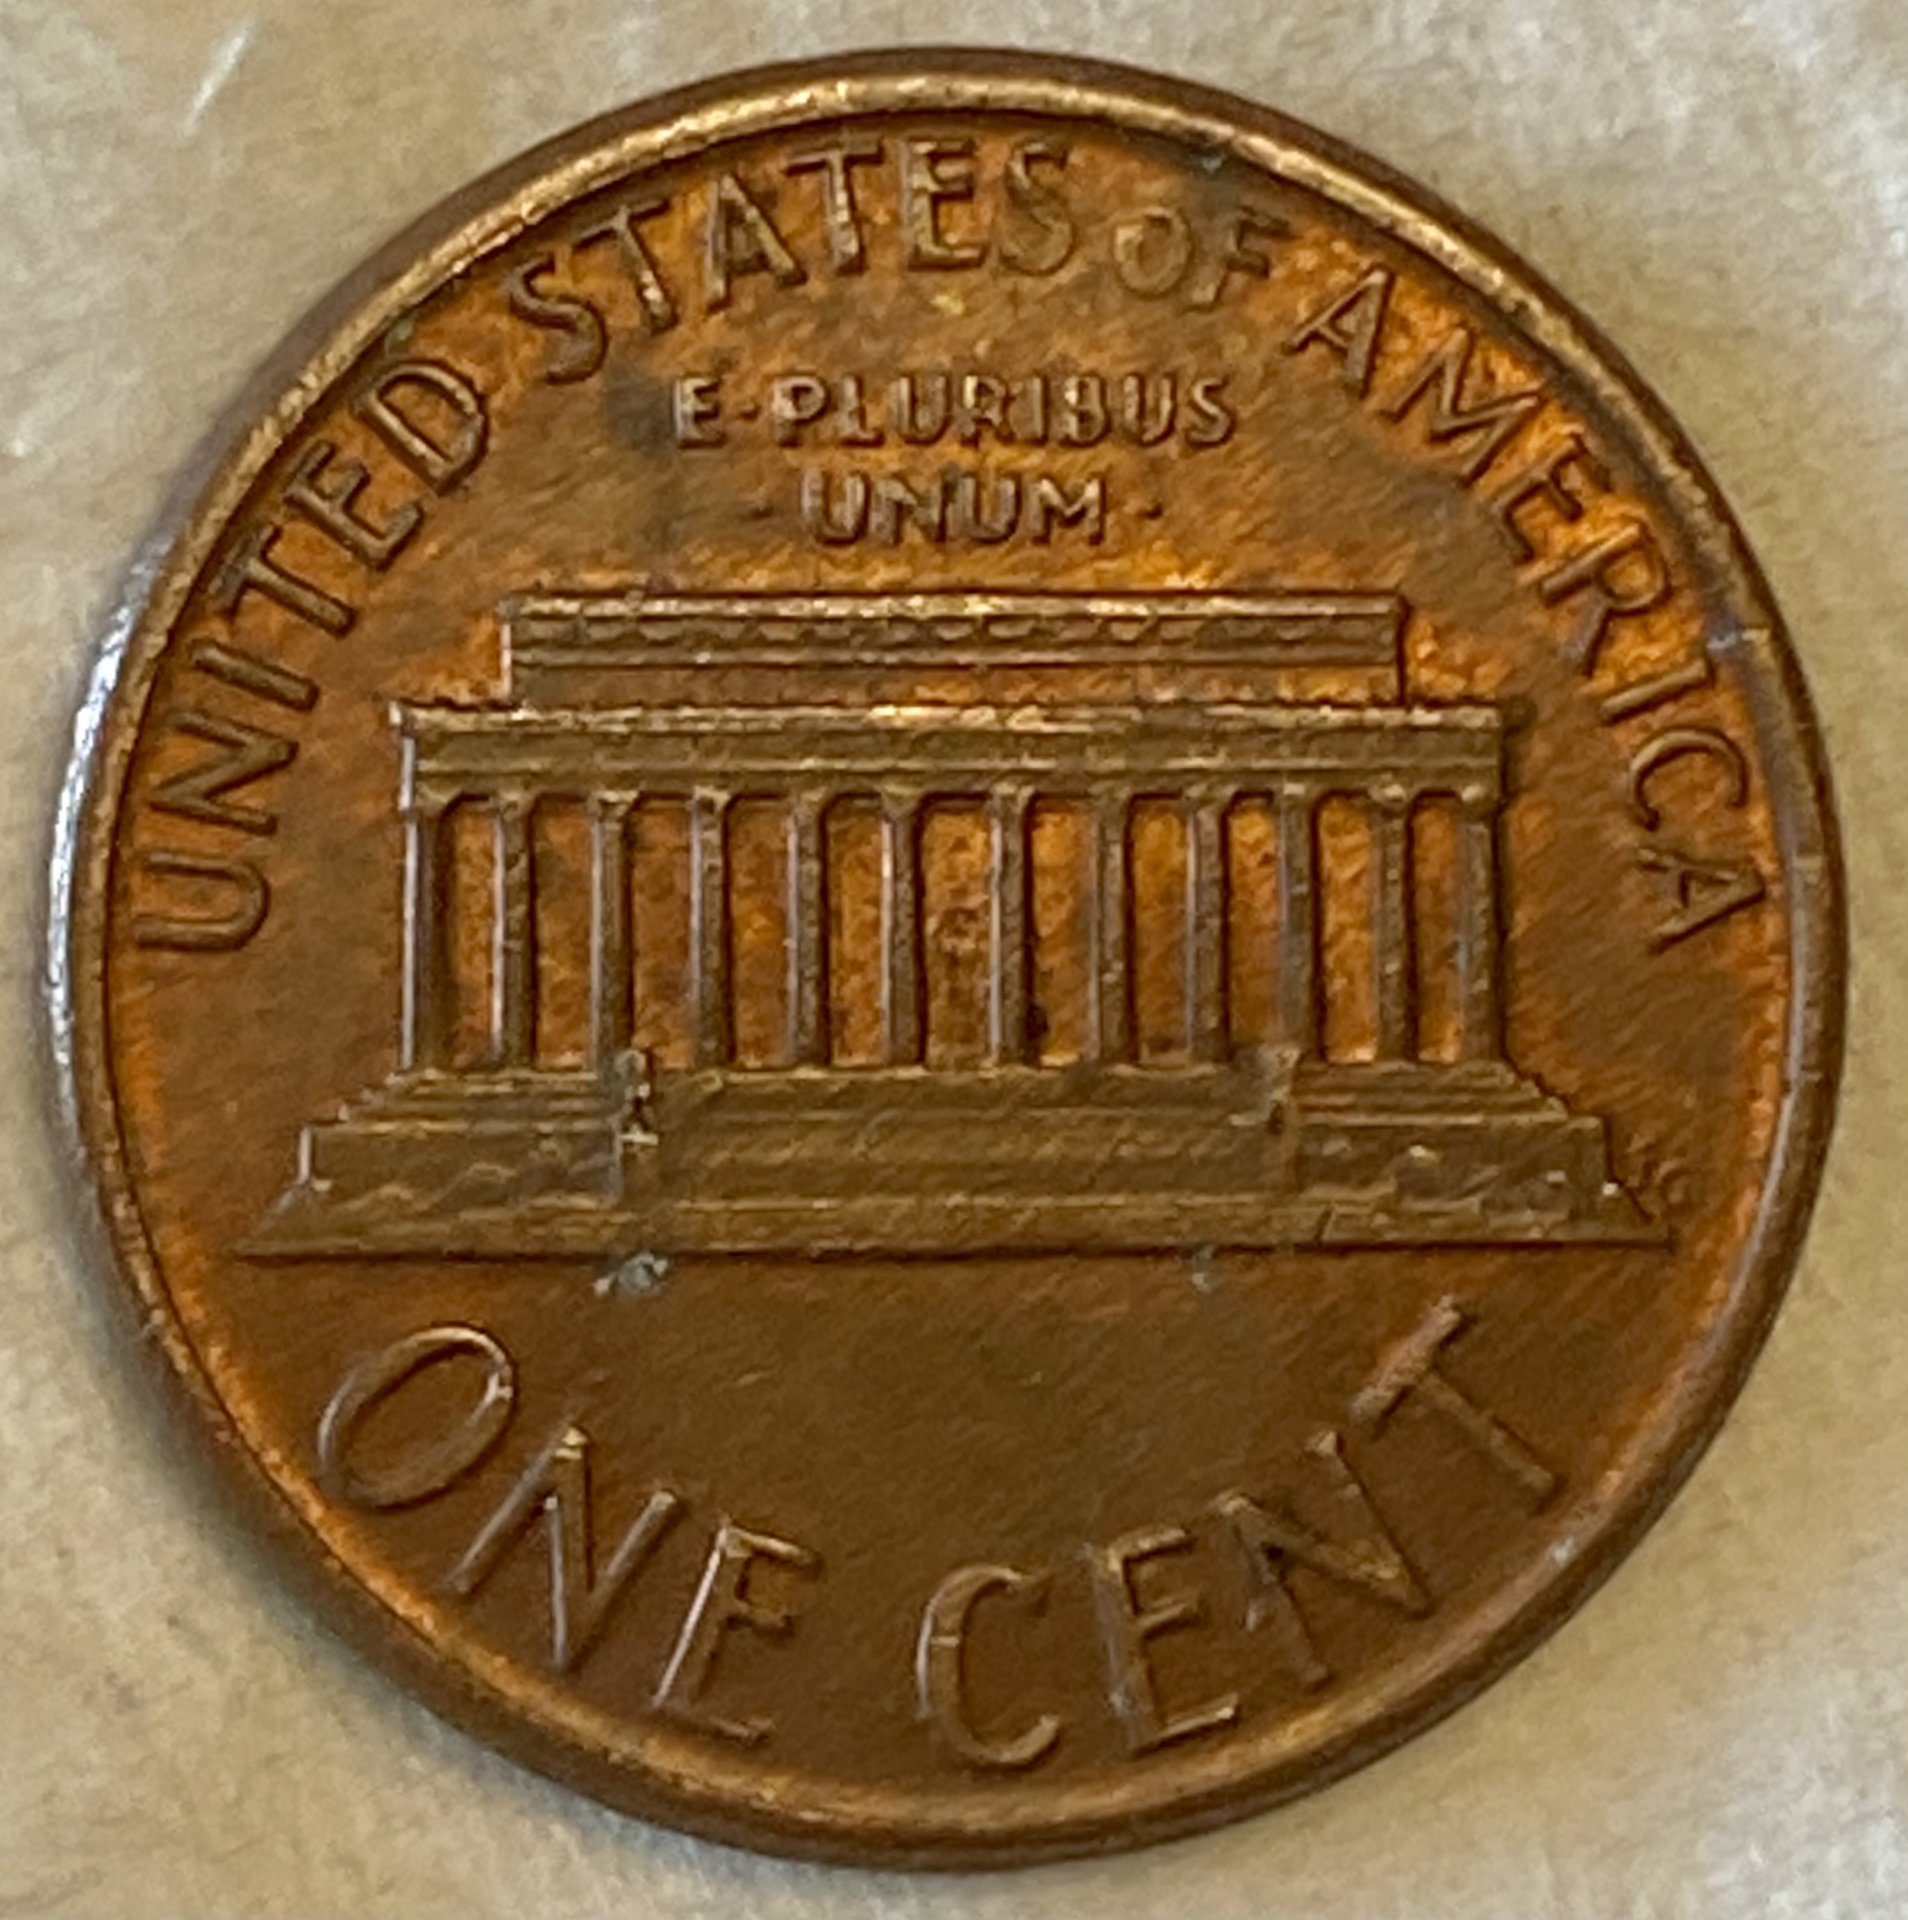 UNITED STATES OF AMERICA
E·PLURIBUS
·UNUM·
ONE CENT